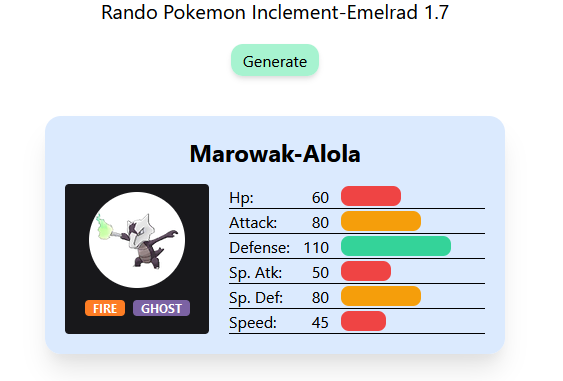 Rando Pokemon Inclement-Emelrad 1.7
Generate
Marowak-Alola
Hp: 60
Attack: 80
Defense: 110
Sp. Atk: 50
Sp. Def: 80
Speed: 45
FIRE GHOST